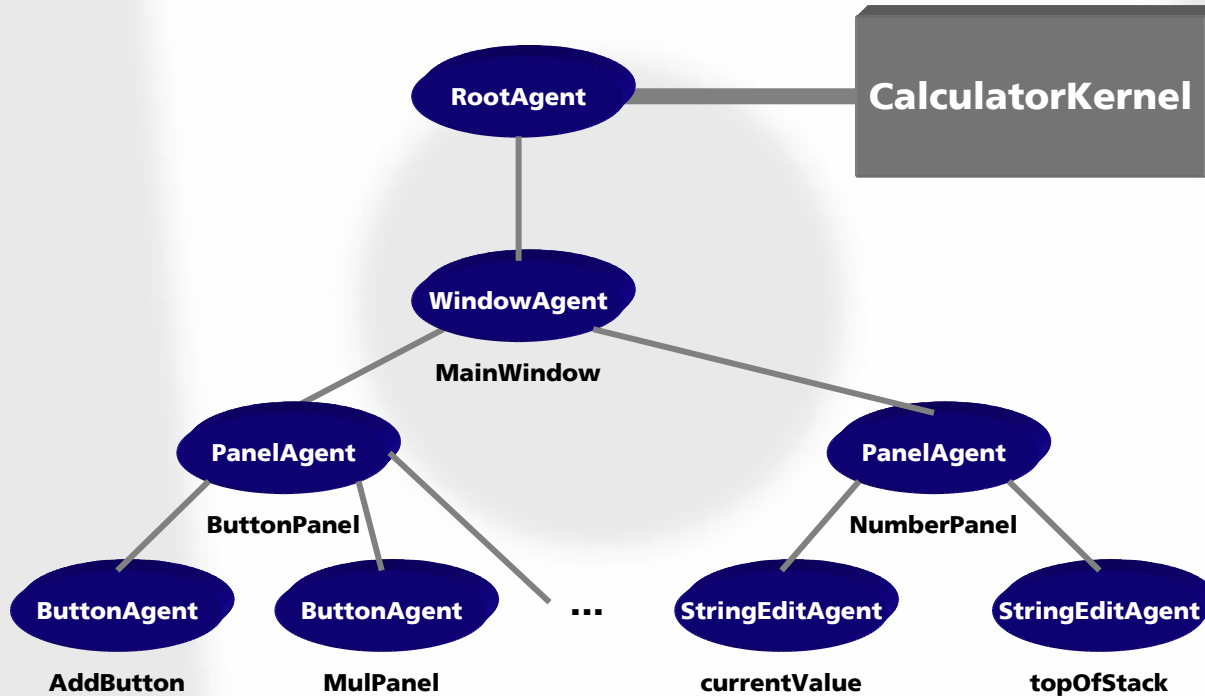 RootAgent
CalculatorKernel
WindowAgent
MainWindow
PanelAgent
PanelAgent
ButtonPanel
NumberPanel
ButtonAgent
ButtonAgent
...
StringEditAgent
StringEditAgent
AddButton
MulPanel
currentValue
topOfStack